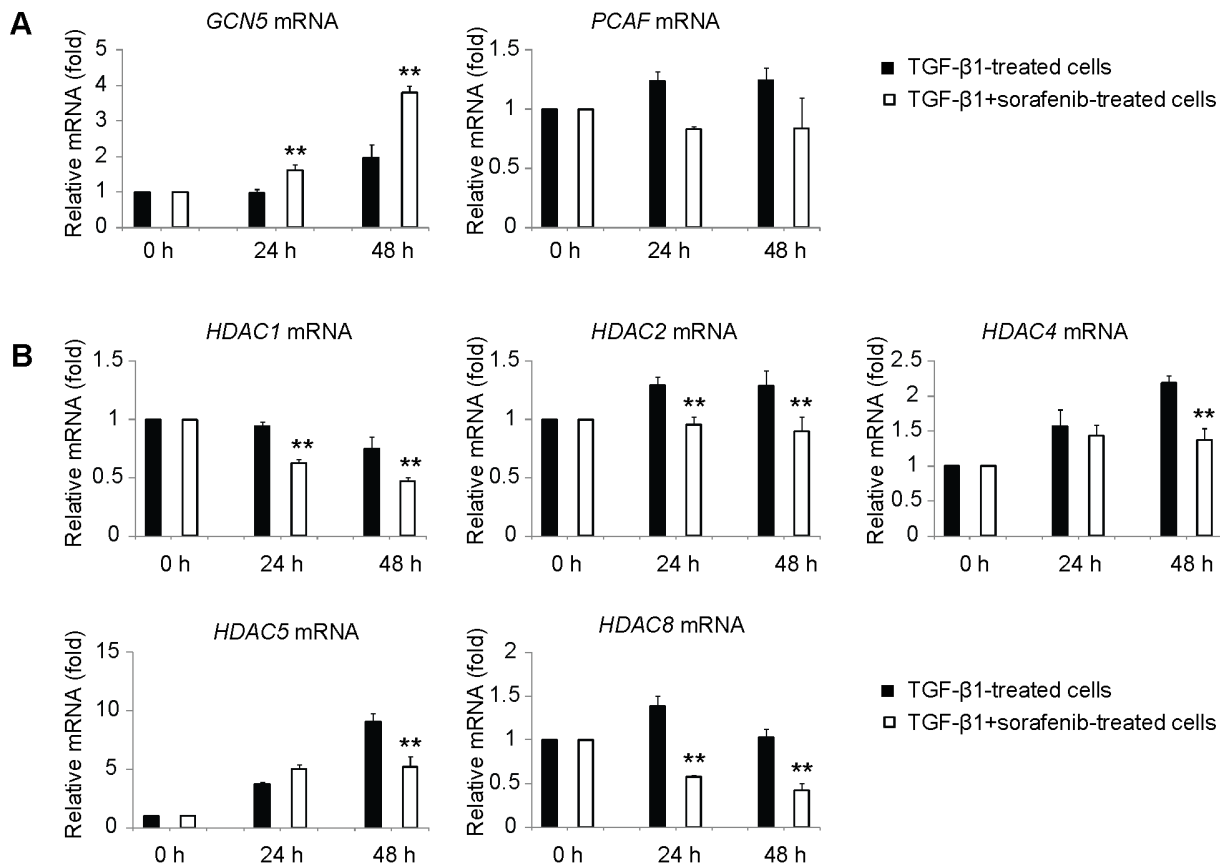 A
GCN5 mRNA
Relative mRNA (fold)
5
4
3
2
1
0
**
**
0 h 24 h 48 h
PCAF mRNA
Relative mRNA (fold)
1.5
1
0.5
0
0 h 24 h 48 h
TGF-β1-treated cells
TGF-β1+sorafenib-treated cells
B
HDAC1 mRNA
Relative mRNA (fold)
1.5
1
0.5
0
**
**
0 h 24 h 48 h
HDAC2 mRNA
Relative mRNA (fold)
1.5
1
0.5
0
**
**
0 h 24 h 48 h
HDAC4 mRNA
Relative mRNA (fold)
2.5
2
1.5
1
0.5
0
**
0 h 24 h 48 h
HDAC5 mRNA
Relative mRNA (fold)
15
10
5
0
**
0 h 24 h 48 h
HDAC8 mRNA
Relative mRNA (fold)
2
1.5
1
0.5
0
**
**
0 h 24 h 48 h
TGF-β1-treated cells
TGF-β1+sorafenib-treated cells